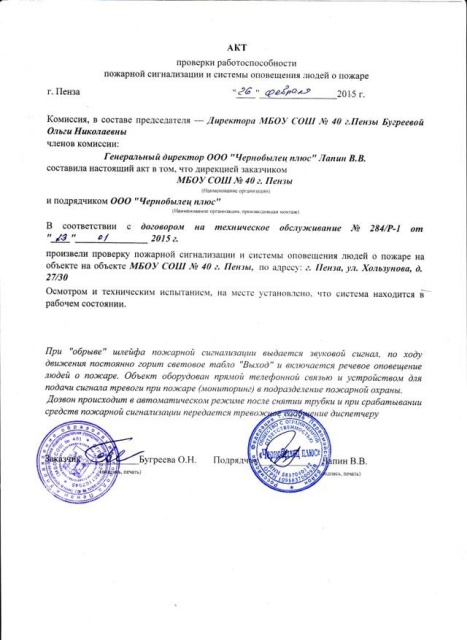 АКТ
проверки работоспособности
пожарной сигнализации и системы оповещения людей о пожаре
г. Пенза "26" февраля 2015 г.
Комиссия, в составе председателя — Директора МБОУ СОШ № 40 г.Пензы Бугреевой
Ольги Николаевны
членов комиссии:
Генеральный директор ООО "Чернобылец плюс" Лапин В.В.
составила настоящий акт в том, что дирекцией заказчиком
МБОУ СОШ № 40 г. Пензы
(Наименование организации)
и подрядчиком ООО "Чернобылец плюс"
(Наименование организации, производящая монтаж)
В соответствии с договором на техническое обслуживание № 284/Р-1 от
"23" 01 2015 г.
произвели проверку пожарной сигнализации и системы оповещения людей о пожаре на
объекте на объекте МБОУ СОШ № 40 г. Пензы, по адресу: г. Пенза, ул. Хользунова, д.
27/30
Осмотром и техническим испытанием, на месте установлено, что система находится в
рабочем состоянии.
При "обрыве" шлейфа пожарной сигнализации выдается звуковой сигнал, по ходу
движения постоянно горит световое табло "Выход" и включается речевое оповещение
людей о пожаре. Объект оборудован прямой телефонной связью и устройством для
подачи сигнала тревоги при пожаре (мониторинг) в подразделение пожарной охраны.
Дозвон происходит в автоматическом режиме после снятии трубки и при срабатывании
средств пожарной сигнализации передается тревожное сообщение диспетчеру
Заказчик Бугреева О.Н. Подрядчик Лапин В.В.
(подпись, печать) (подпись, печать)
"Чернобылец плюс"